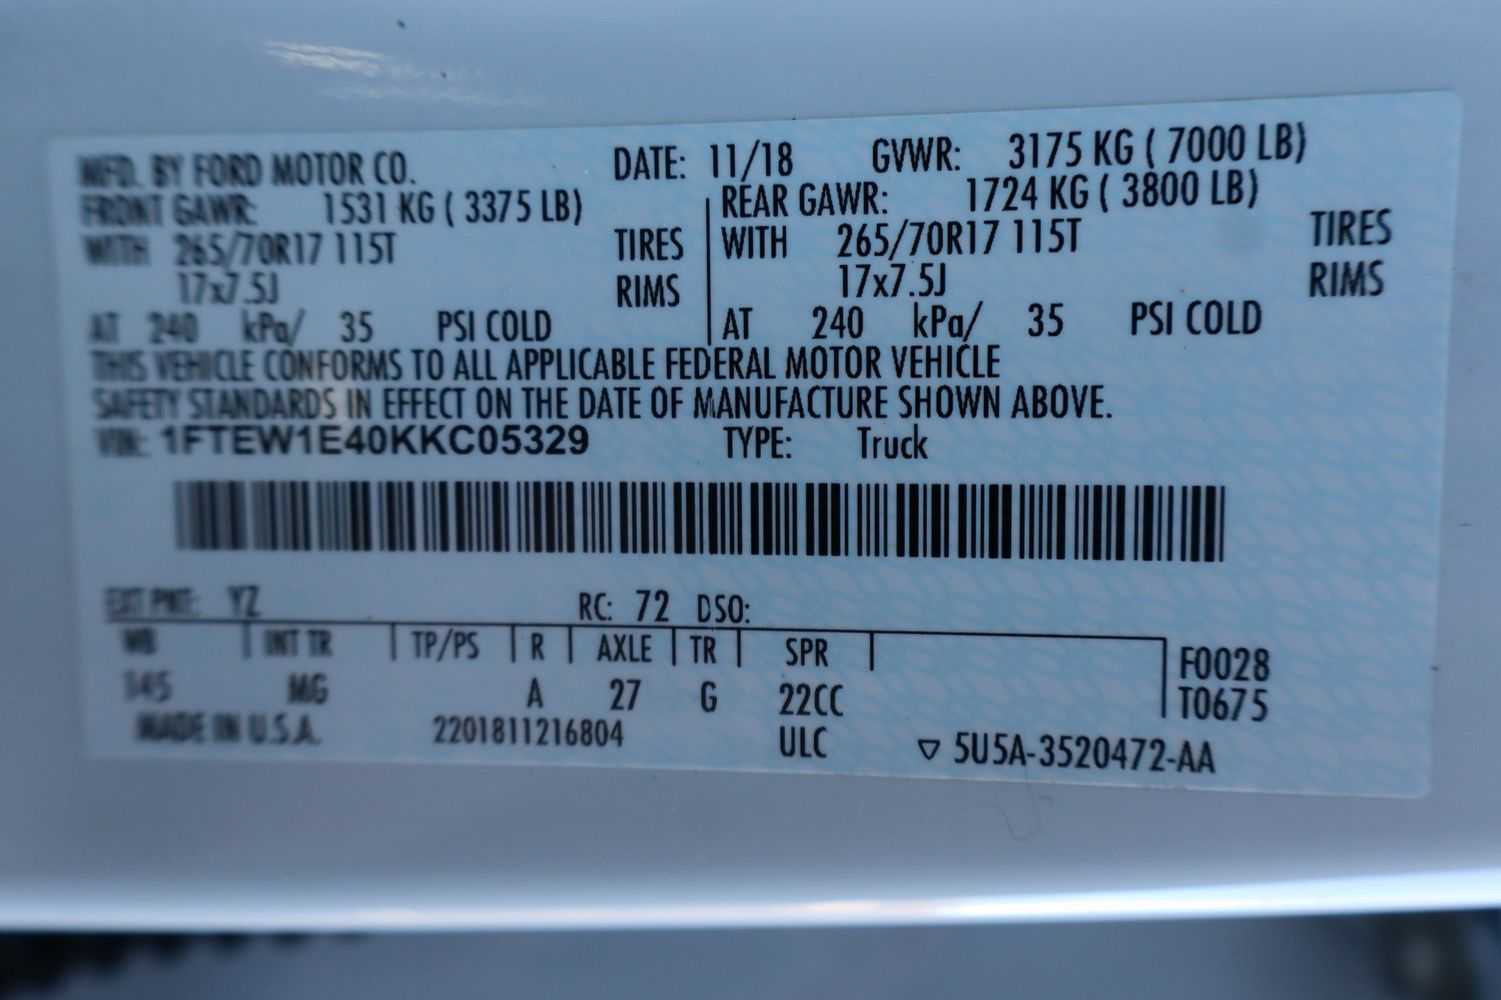 MFD. BY FORD MOTOR CO. DATE: 11/18 GVWR: 3175 KG ( 7000 LB)
FRONT GAWR: 1531 KG ( 3375 LB) REAR GAWR: 1724 KG ( 3800 LB)
WITH 265/70R17 115T TIRES WITH 265/70R17 115T TIRES
17x7.5J RIMS 17x7.5J RIMS
AT 240 kPa/ 35 PSI COLD AT 240 kPa/ 35 PSI COLD
THIS VEHICLE CONFORMS TO ALL APPLICABLE FEDERAL MOTOR VEHICLE
SAFETY STANDARDS IN EFFECT ON THE DATE OF MANUFACTURE SHOWN ABOVE.
VIN: 1FTEW1E40KKC05329 TYPE: Truck
EXT PNT: YZ RC: 72 DSO:
WB INT TR TP/PS R AXLE TR SPR F0028
145 MG A 27 G 22CC T0675
MADE IN U.S.A. 2201811216804 ULC ▽ 5U5A-3520472-AA